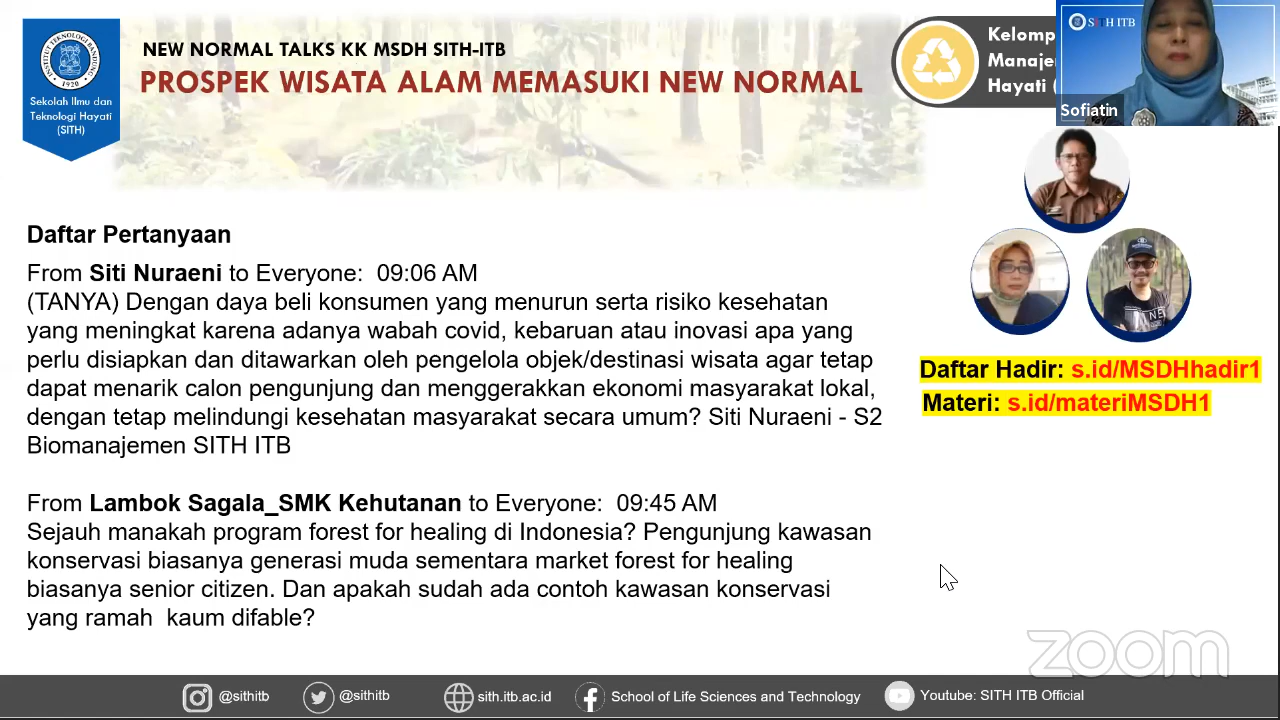 INSTITUT TEKNOLOGI BANDUNG
1920
Sekolah Ilmu dan
Teknologi Hayati
(SITH)
NEW NORMAL TALKS KK MSDH SITH-ITB
PROSPEK WISATA ALAM MEMASUKI NEW NORMAL
Kelomp
Manaje
Hayati (
SITH ITB
Sofiatin
Daftar Pertanyaan
From Siti Nuraeni to Everyone: 09:06 AM
(TANYA) Dengan daya beli konsumen yang menurun serta risiko kesehatan
yang meningkat karena adanya wabah covid, kebaruan atau inovasi apa yang
perlu disiapkan dan ditawarkan oleh pengelola objek/destinasi wisata agar tetap
dapat menarik calon pengunjung dan menggerakkan ekonomi masyarakat lokal,
dengan tetap melindungi kesehatan masyarakat secara umum? Siti Nuraeni - S2
Biomanajemen SITH ITB
From Lambok Sagala_SMK Kehutanan to Everyone: 09:45 AM
Sejauh manakah program forest for healing di Indonesia? Pengunjung kawasan
konservasi biasanya generasi muda sementara market forest for healing
biasanya senior citizen. Dan apakah sudah ada contoh kawasan konservasi
yang ramah kaum difable?
Daftar Hadir: s.id/MSDHhadir1
Materi: s.id/materiMSDH1
zoom
@sithitb
@sithitb
sith.itb.ac.id
School of Life Sciences and Technology
Youtube: SITH ITB Official